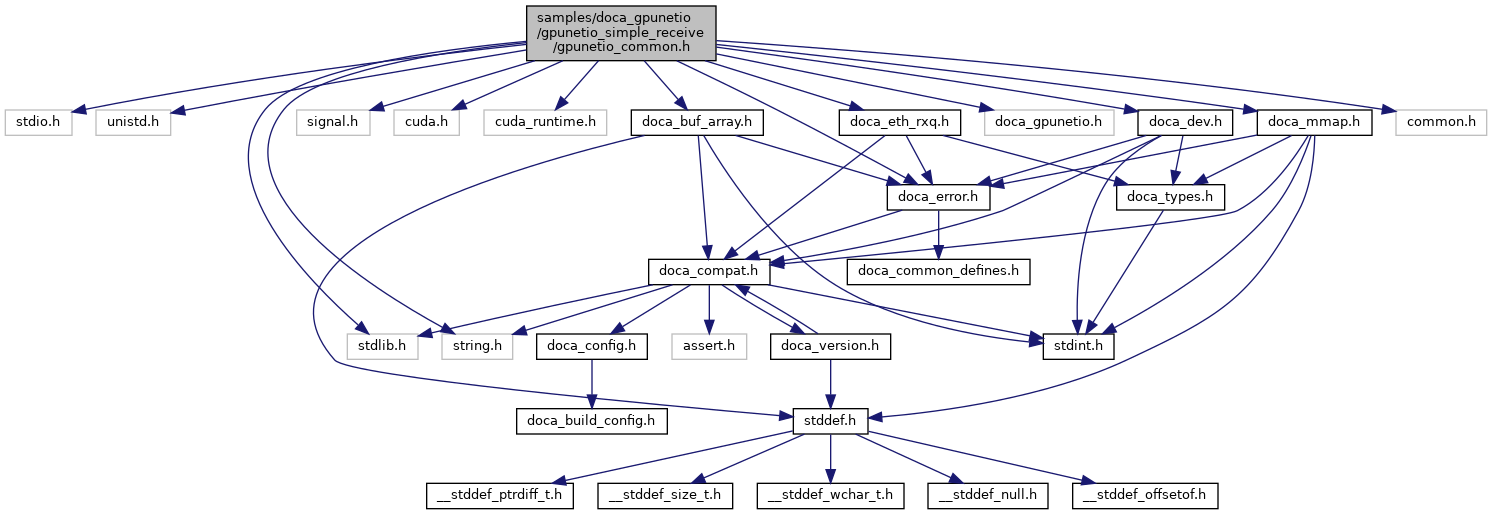 samples/doca_gpunetio
/gpunetio_simple_receive
/gpunetio_common.h
stdio.h
unistd.h
signal.h
cuda.h
cuda_runtime.h
doca_buf_array.h
doca_eth_rxq.h
doca_gpunetio.h
doca_dev.h
doca_mmap.h
common.h
doca_error.h
doca_types.h
doca_compat.h
doca_common_defines.h
stdlib.h
string.h
doca_config.h
assert.h
doca_version.h
stdint.h
doca_build_config.h
stddef.h
__stddef_ptrdiff_t.h
__stddef_size_t.h
__stddef_wchar_t.h
__stddef_null.h
__stddef_offsetof.h